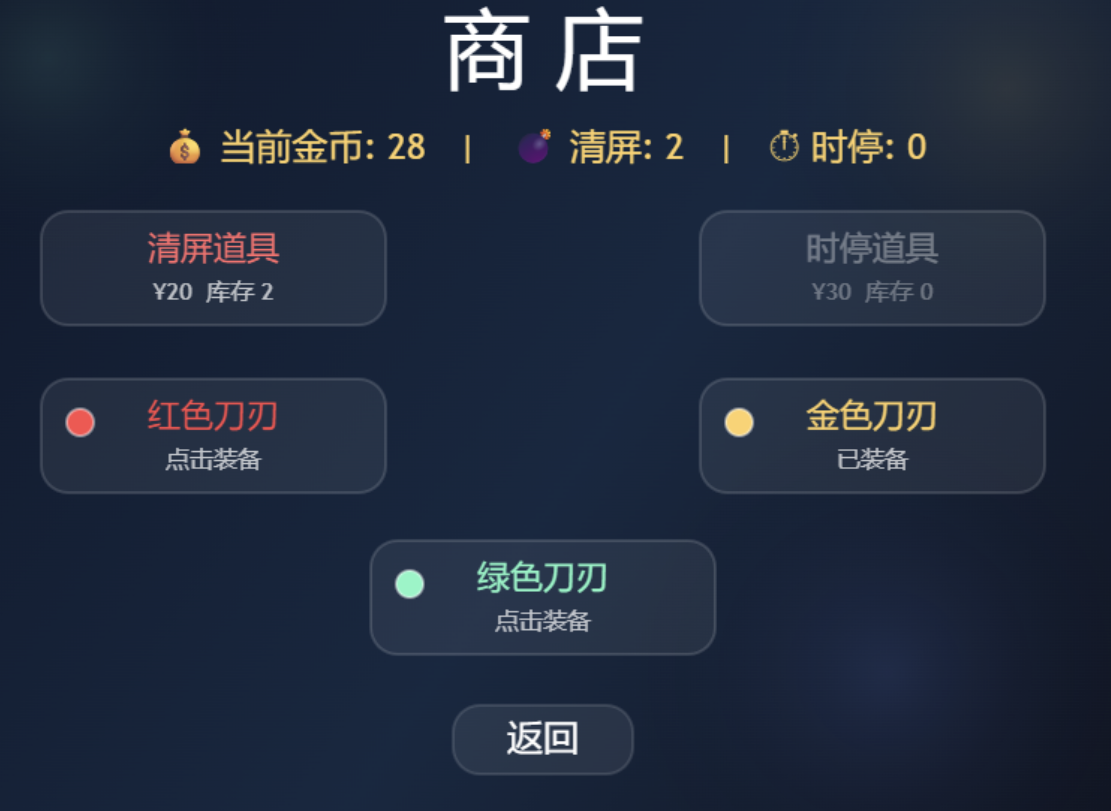 商店
当前金币: 28 | 清屏: 2 | 时停: 0
清屏道具
¥20 库存 2
时停道具
¥30 库存 0
红色刀刃
点击装备
金色刀刃
已装备
绿色刀刃
点击装备
返回